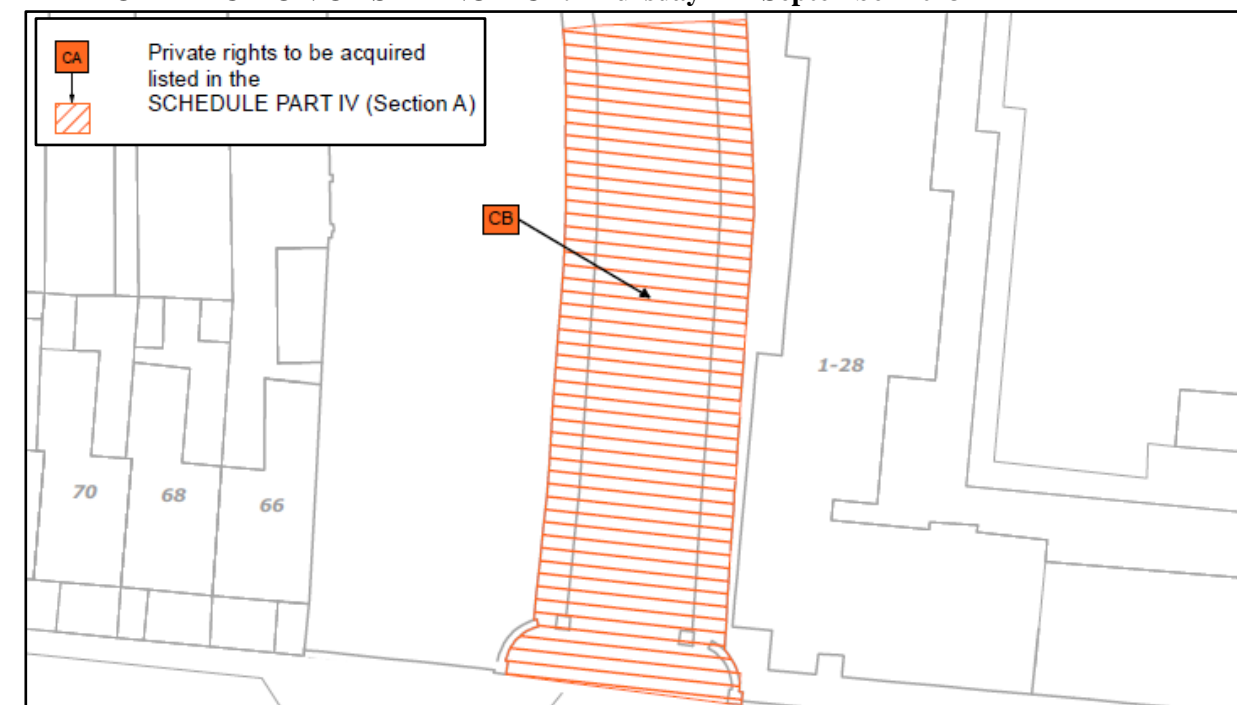 Thursday
CA
Private rights to be acquired
listed in the
SCHEDULE PART IV (Section A)
CB
1-28
70
68
66